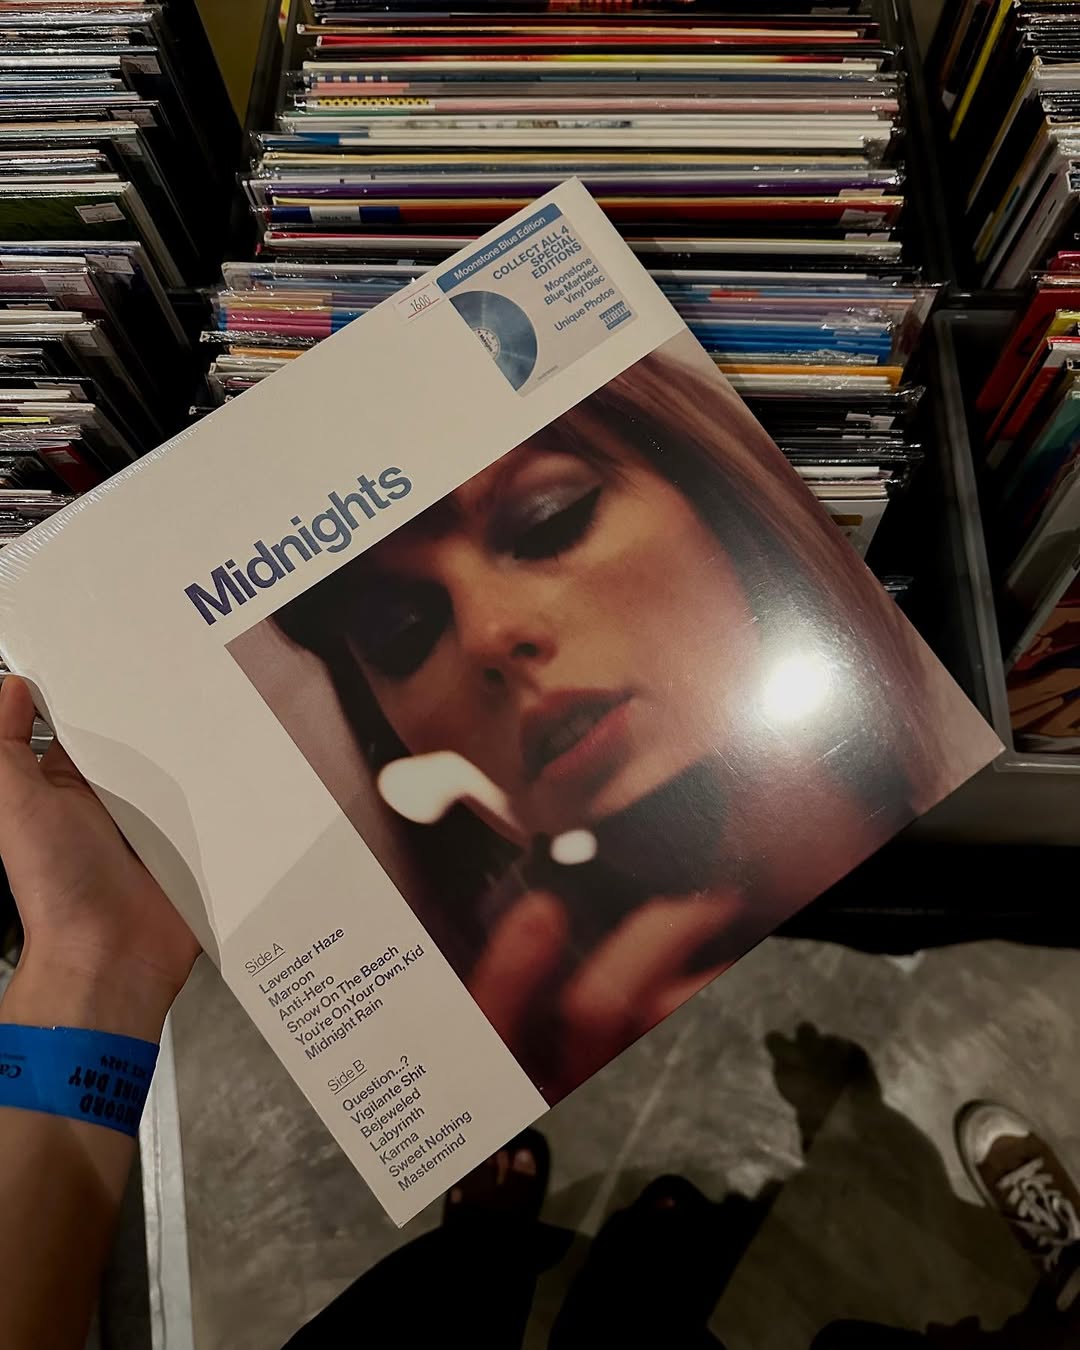 Moonstone Blue Edition
COLLECT ALL 4
SPECIAL
EDITIONS
Moonstone
Blue Marbled
Vinyl Disc
Unique Photos
1600
Midnights
Side A
Lavender Haze
Maroon
Anti-Hero
Snow On The Beach
You're On Your Own, Kid
Midnight Rain
Side B
Question...?
Vigilante Shit
Bejeweled
Labyrinth
Karma
Sweet Nothing
Mastermind